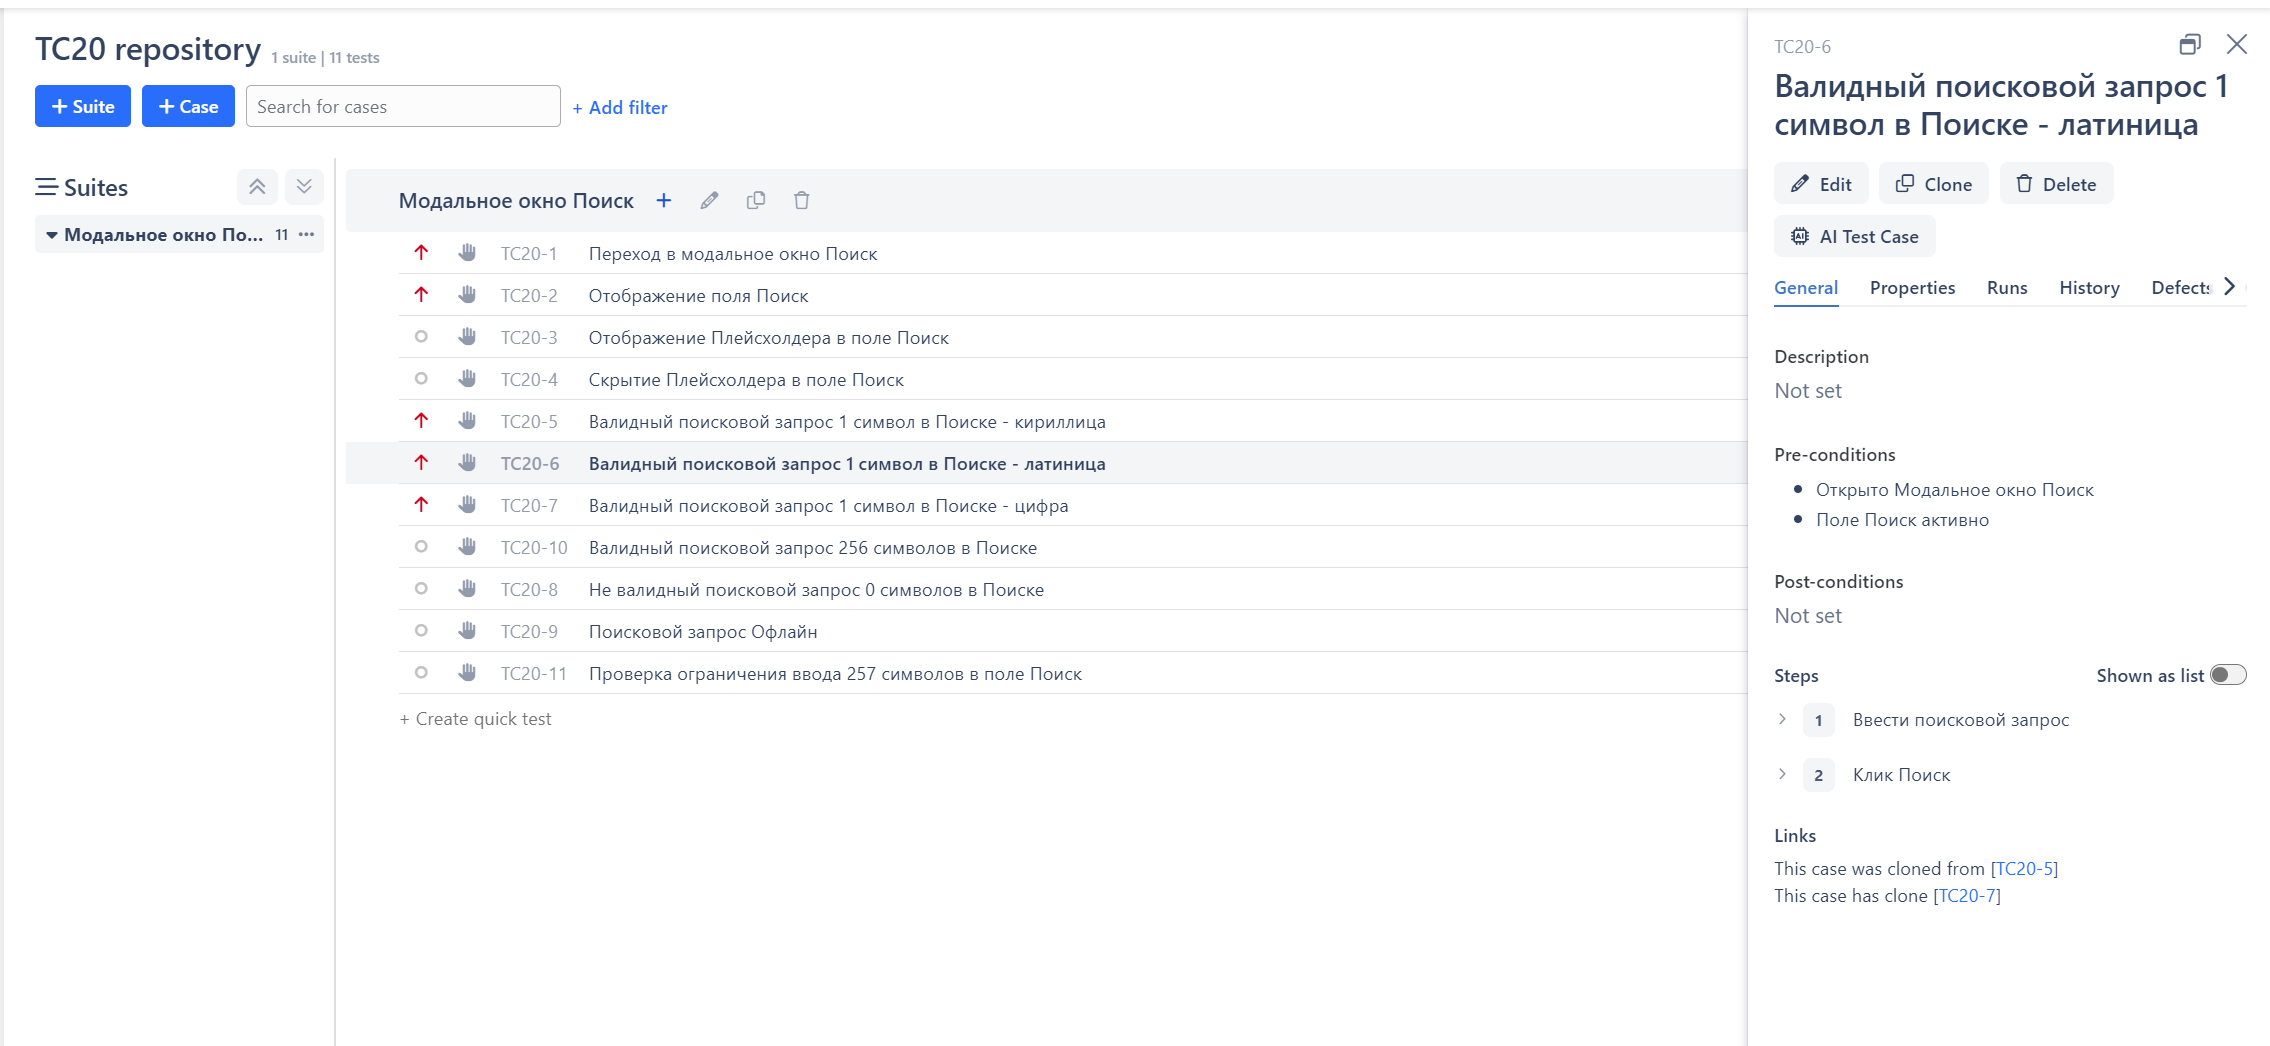 TC20 repository 1 suite | 11 tests
+ Suite
+ Case
Search for cases
+ Add filter
Suites
Модальное окно По... 11 ...
Модальное окно Поиск
TC20-1 Переход в модальное окно Поиск
TC20-2 Отображение поля Поиск
TC20-3 Отображение Плейсхолдера в поле Поиск
TC20-4 Скрытие Плейсхолдера в поле Поиск
TC20-5 Валидный поисковой запрос 1 символ в Поиске - кириллица
TC20-6 Валидный поисковой запрос 1 символ в Поиске - латиница
TC20-7 Валидный поисковой запрос 1 символ в Поиске - цифра
TC20-10 Валидный поисковой запрос 256 символов в Поиске
TC20-8 Не валидный поисковой запрос 0 символов в Поиске
TC20-9 Поисковой запрос Офлайн
TC20-11 Проверка ограничения ввода 257 символов в поле Поиск
+ Create quick test
TC20-6
Валидный поисковой запрос 1
символ в Поиске - латиница
Edit
Clone
Delete
AI Test Case
General Properties Runs History Defects
Description
Not set
Pre-conditions
• Открыто Модальное окно Поиск
• Поле Поиск активно
Post-conditions
Not set
Steps Shown as list
1 Ввести поисковой запрос
2 Клик Поиск
Links
This case was cloned from [TC20-5]
This case has clone [TC20-7]